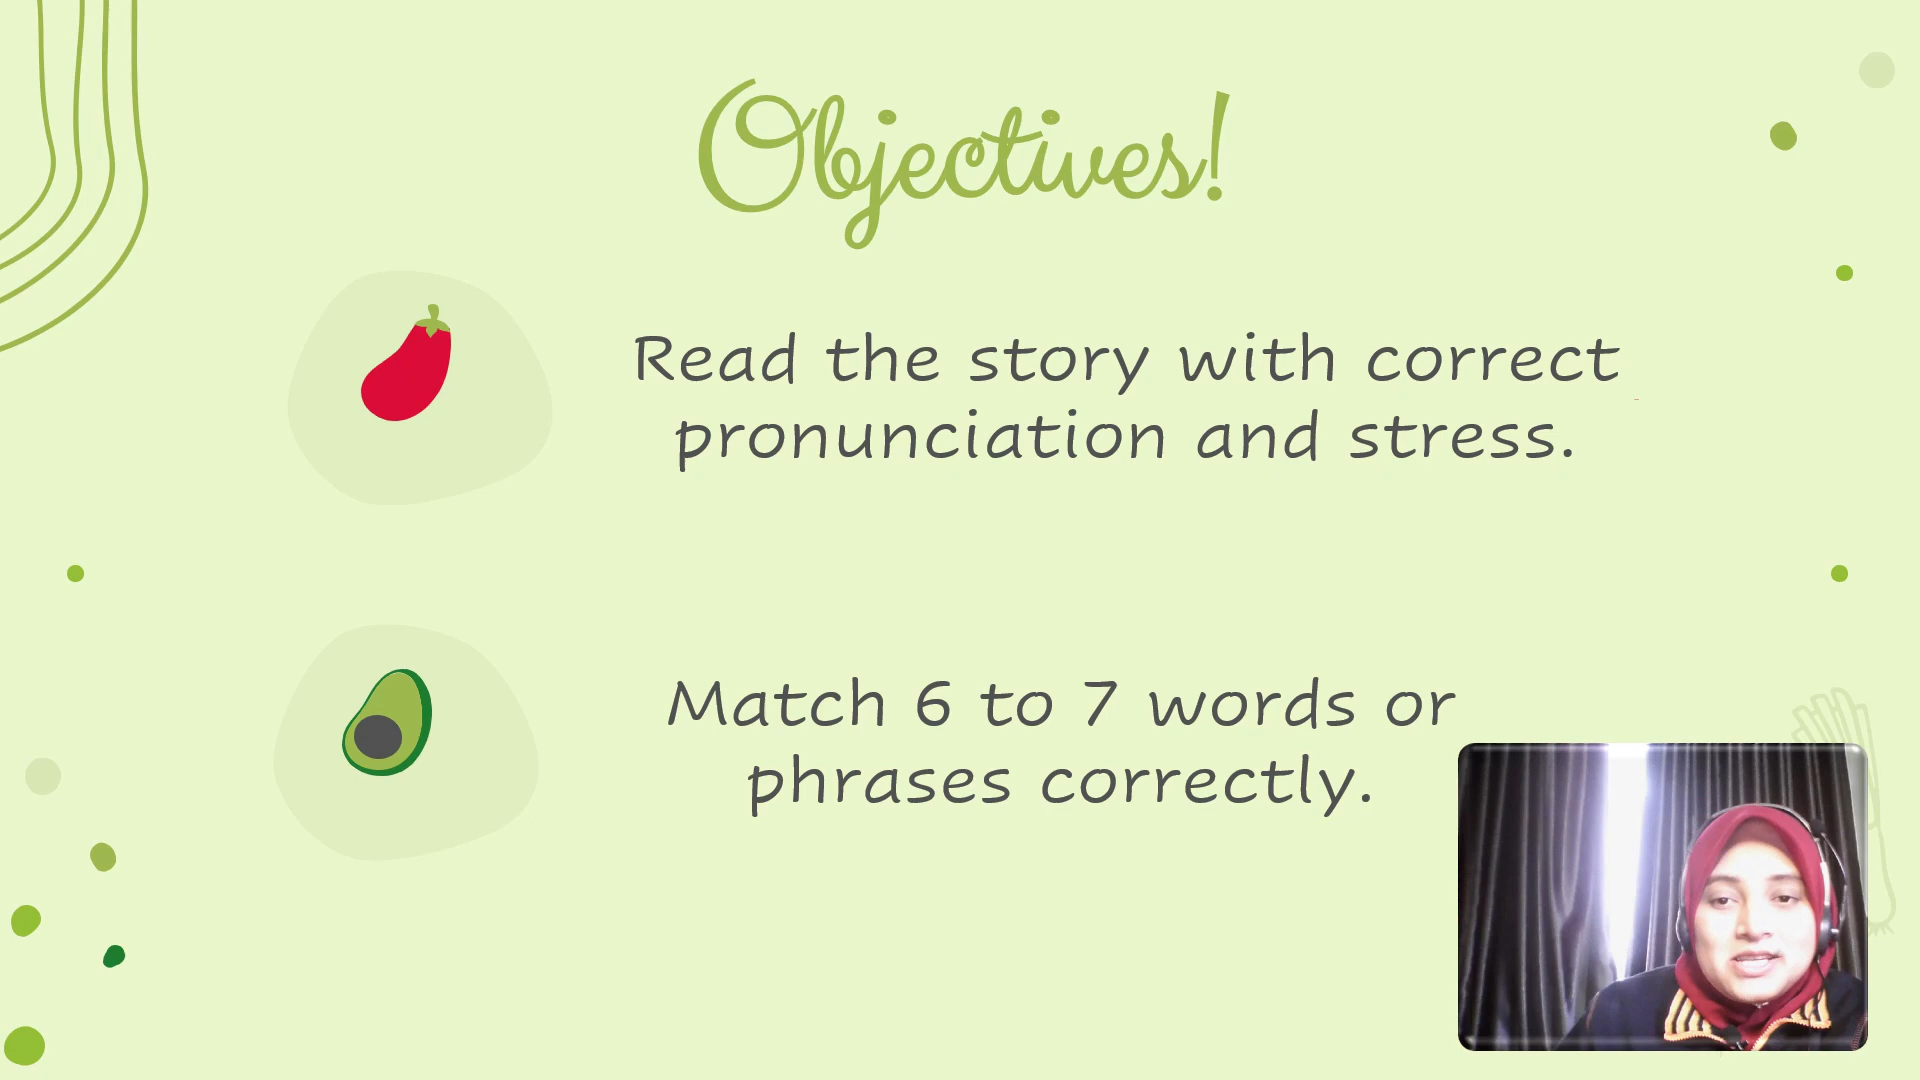 Objectives!
Read the story with correct
pronunciation and stress.
Match 6 to 7 words or
phrases correctly.